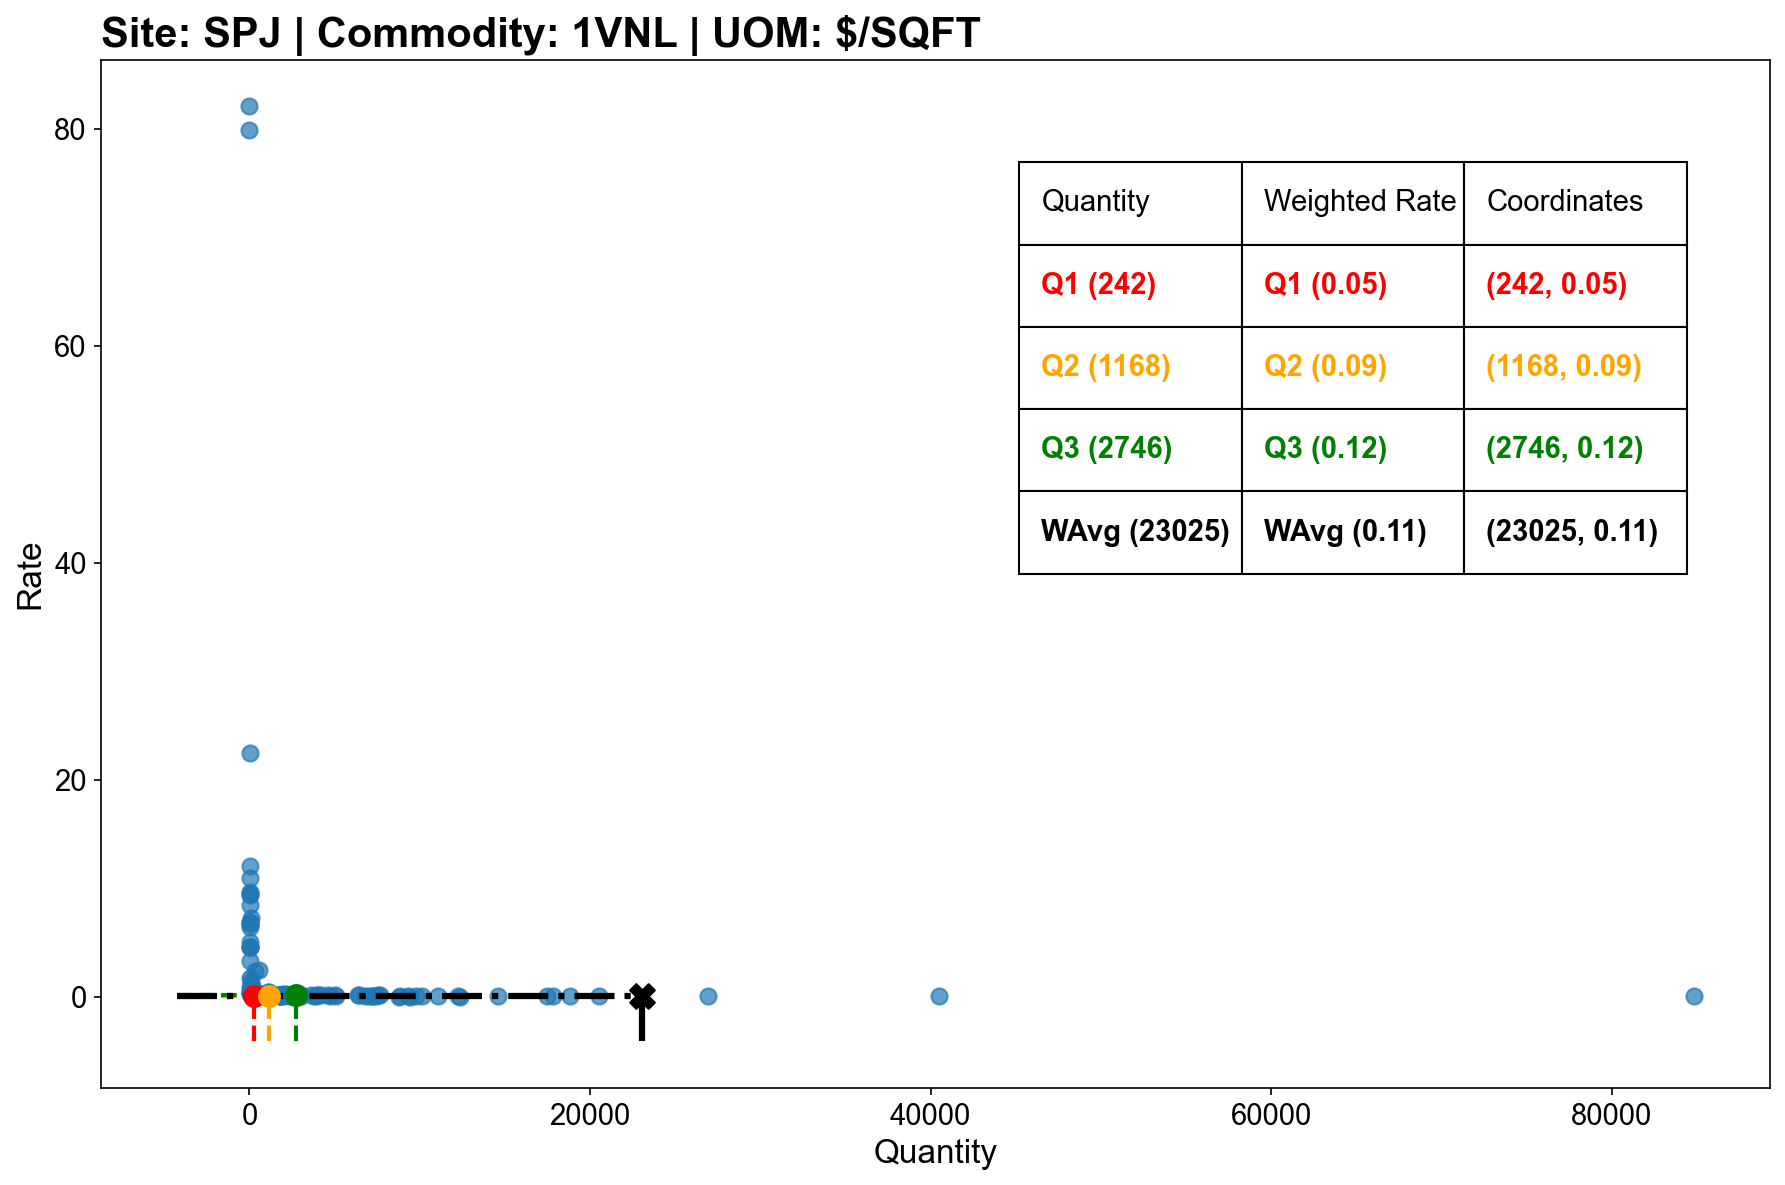 Site: SPJ | Commodity: 1VNL | UOM: $/SQFT
80
60
40
20
0
Rate
Quantity Weighted Rate Coordinates
Q1 (242) Q1 (0.05) (242, 0.05)
Q2 (1168) Q2 (0.09) (1168, 0.09)
Q3 (2746) Q3 (0.12) (2746, 0.12)
WAvg (23025) WAvg (0.11) (23025, 0.11)
0 20000 40000 60000 80000
Quantity